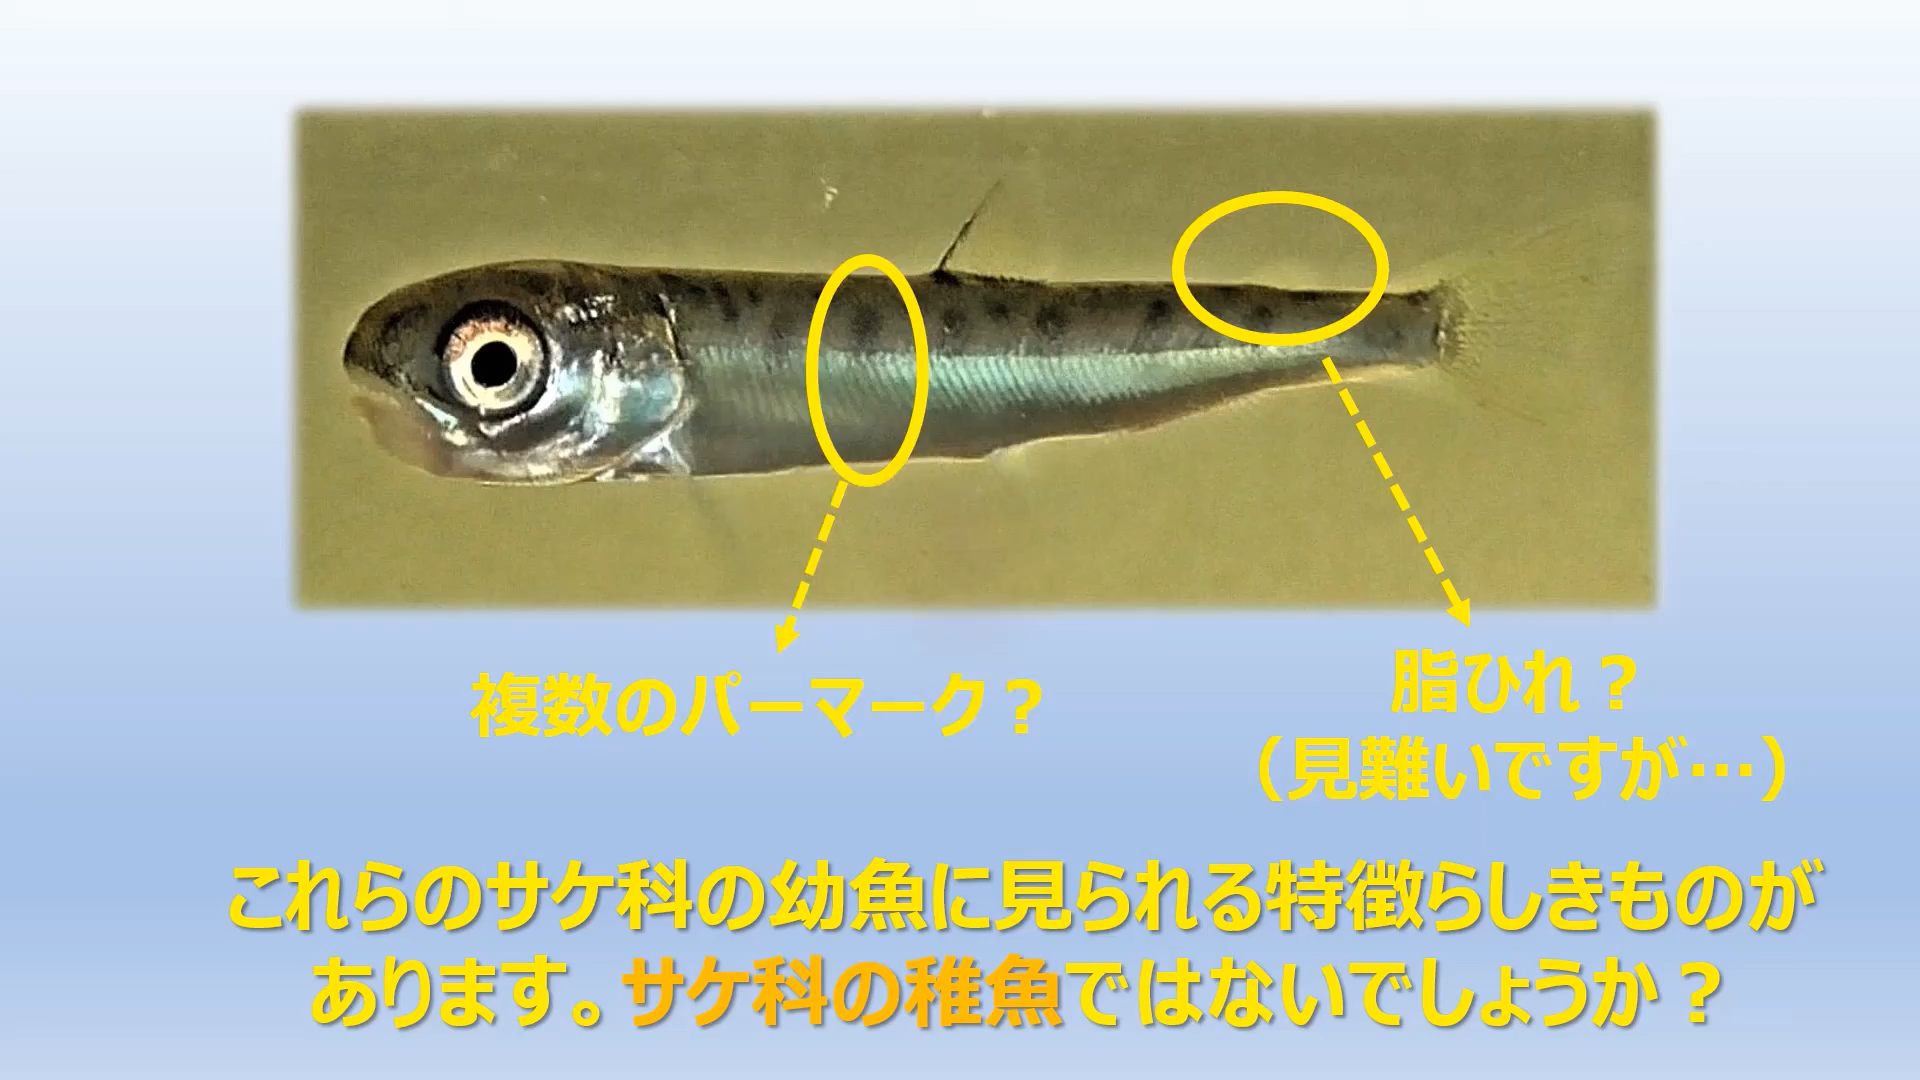 複数のパーマーク？
脂ひれ？
（見難いですが…）
これらのサケ科の幼魚に見られる特徴らしきものが
あります。サケ科の稚魚ではないでしょうか？